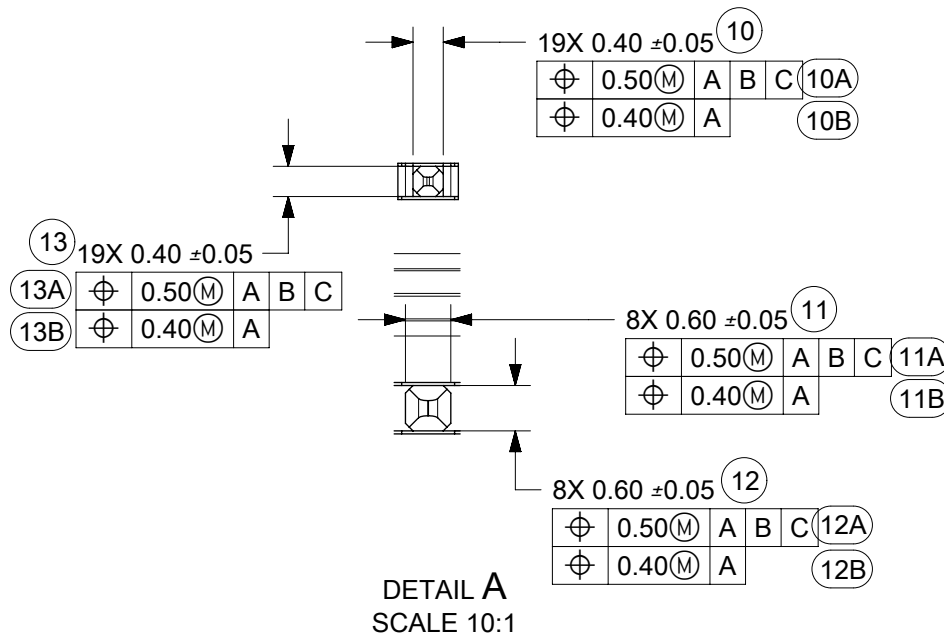 19X 0.40 ±0.05 10
⌖ 0.50Ⓜ A B C 10A
⌖ 0.40Ⓜ A 10B
13 19X 0.40 ±0.05
13A ⌖ 0.50Ⓜ A B C
13B ⌖ 0.40Ⓜ A
8X 0.60 ±0.05 11
⌖ 0.50Ⓜ A B C 11A
⌖ 0.40Ⓜ A 11B
8X 0.60 ±0.05 12
⌖ 0.50Ⓜ A B C 12A
⌖ 0.40Ⓜ A 12B
DETAIL A
SCALE 10:1